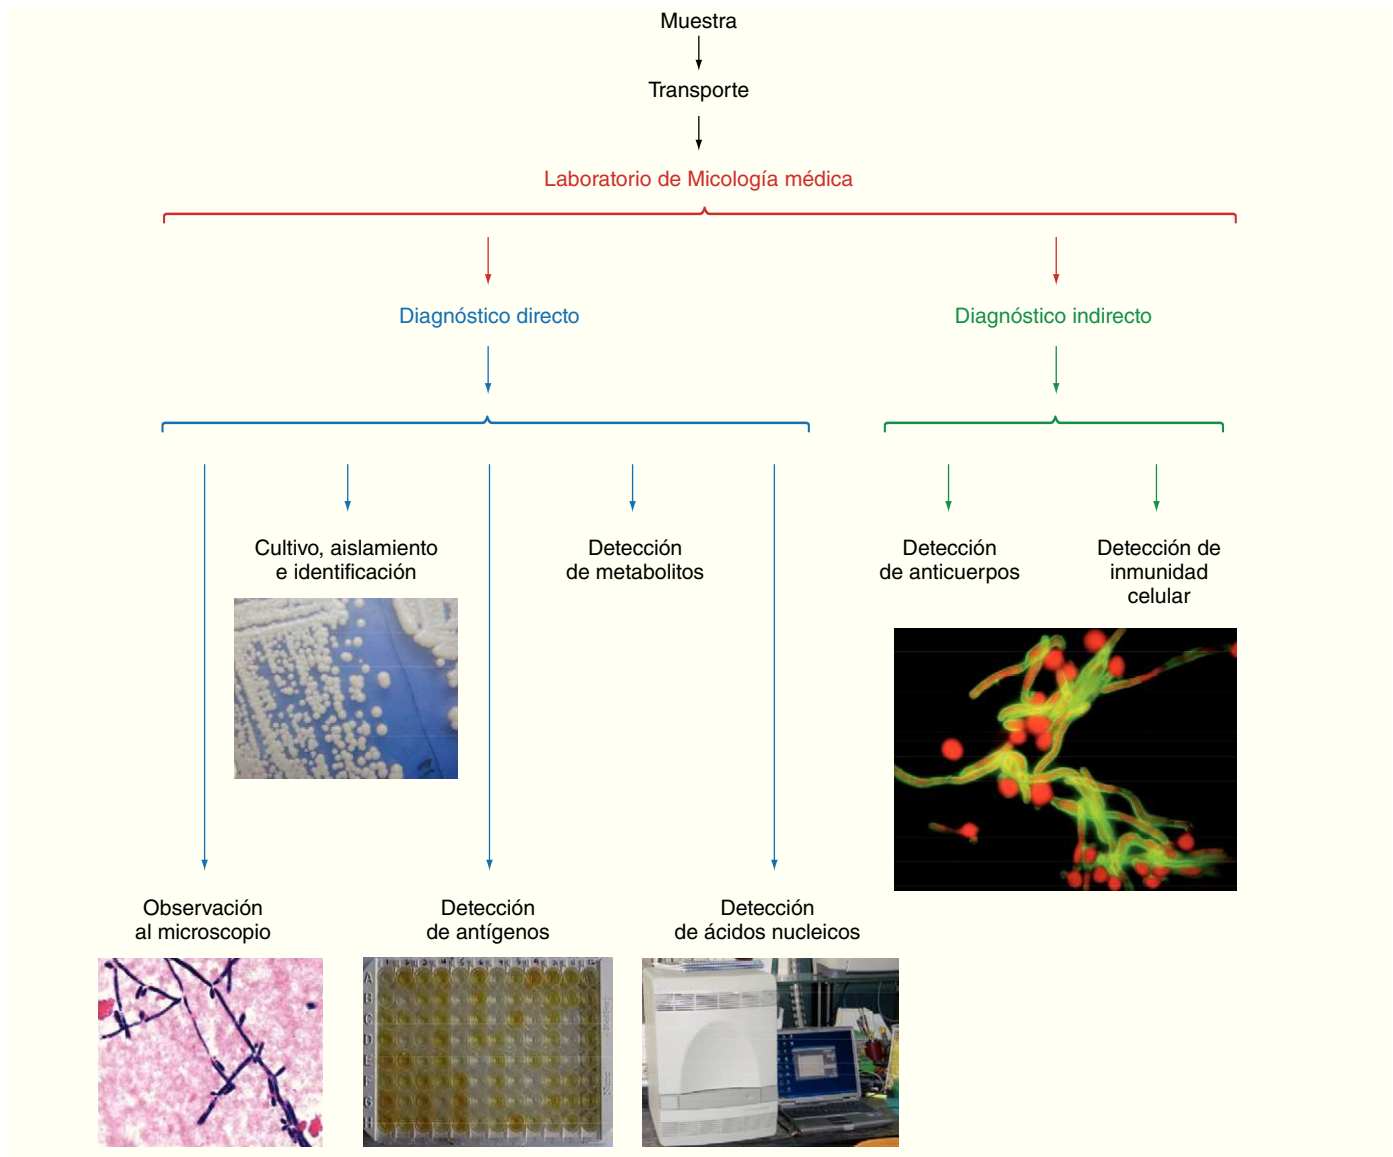 Muestra
Transporte
Laboratorio de Micología médica
Diagnóstico directo
Diagnóstico indirecto
Cultivo, aislamiento
e identificación
Detección
de metabolitos
Detección
de anticuerpos
Detección de
inmunidad
celular
Observación
al microscopio
Detección
de antígenos
Detección
de ácidos nucleicos
A
B
C
D
E
F
G
H